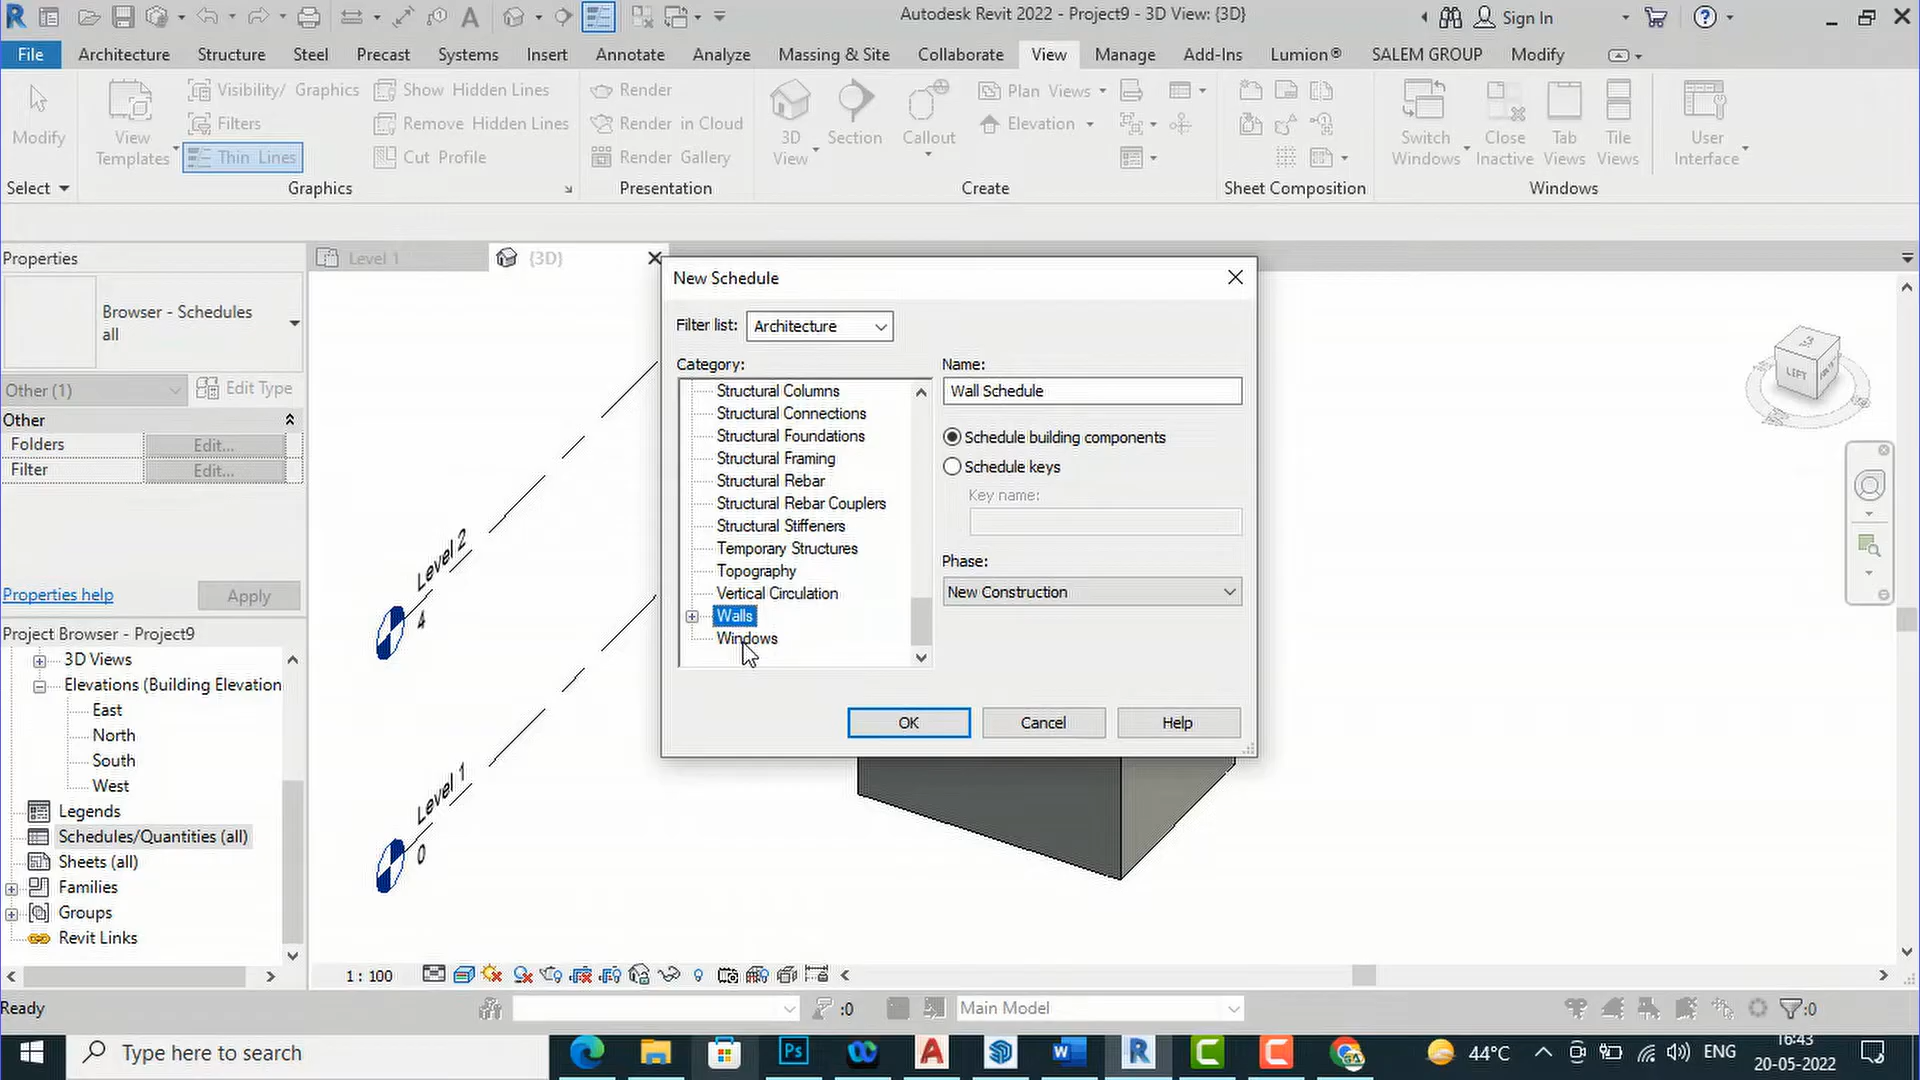 Autodesk Revit 2022 - Project9 - 3D View: {3D}
Sign In
File Architecture Structure Steel Precast Systems Insert Annotate Analyze Massing & Site Collaborate View Manage Add-Ins Lumion® SALEM GROUP Modify
Modify
View Templates
Visibility/ Graphics
Filters
Thin Lines
Show Hidden Lines
Remove Hidden Lines
Cut Profile
Render
Render in Cloud
Render Gallery
3D View
Section
Callout
Plan Views
Elevation
Switch Windows
Close Inactive
Tab Views
Tile Views
User Interface
Select Graphics Presentation Create Sheet Composition Windows
Properties
Browser - Schedules
all
Other (1)
Edit Type
Other
Folders Edit...
Filter Edit...
Properties help
Apply
Project Browser - Project9
3D Views
Elevations (Building Elevation
East
North
South
West
Legends
Schedules/Quantities (all)
Sheets (all)
Families
Groups
Revit Links
Level 1
{3D}
Level 2
4
Level 1
0
LEFT
New Schedule
Filter list: Architecture
Category:
Structural Columns
Structural Connections
Structural Foundations
Structural Framing
Structural Rebar
Structural Rebar Couplers
Structural Stiffeners
Temporary Structures
Topography
Vertical Circulation
Walls
Windows
Name:
Wall Schedule
Schedule building components
Schedule keys
Key name:
Phase:
New Construction
OK Cancel Help
1 : 100
Ready
:0
Main Model
:0
Type here to search
Ps
44°C
ENG
16:43
20-05-2022